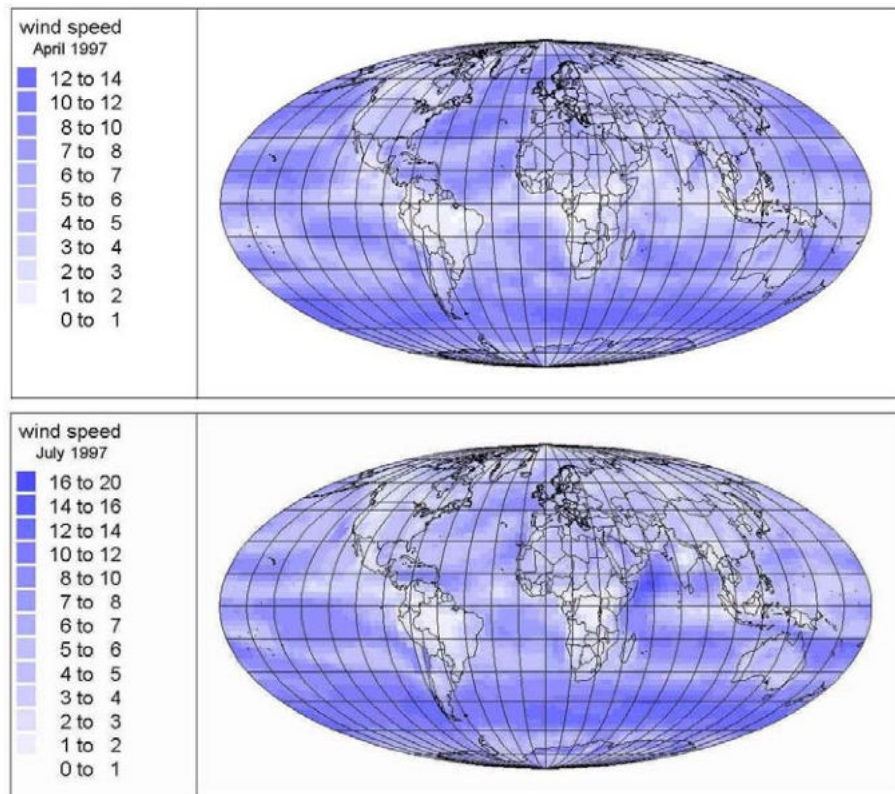 wind speed
April 1997
12 to 14
10 to 12
8 to 10
7 to 8
6 to 7
5 to 6
4 to 5
3 to 4
2 to 3
1 to 2
0 to 1
wind speed
July 1997
16 to 20
14 to 16
12 to 14
10 to 12
8 to 10
7 to 8
6 to 7
5 to 6
4 to 5
3 to 4
2 to 3
1 to 2
0 to 1